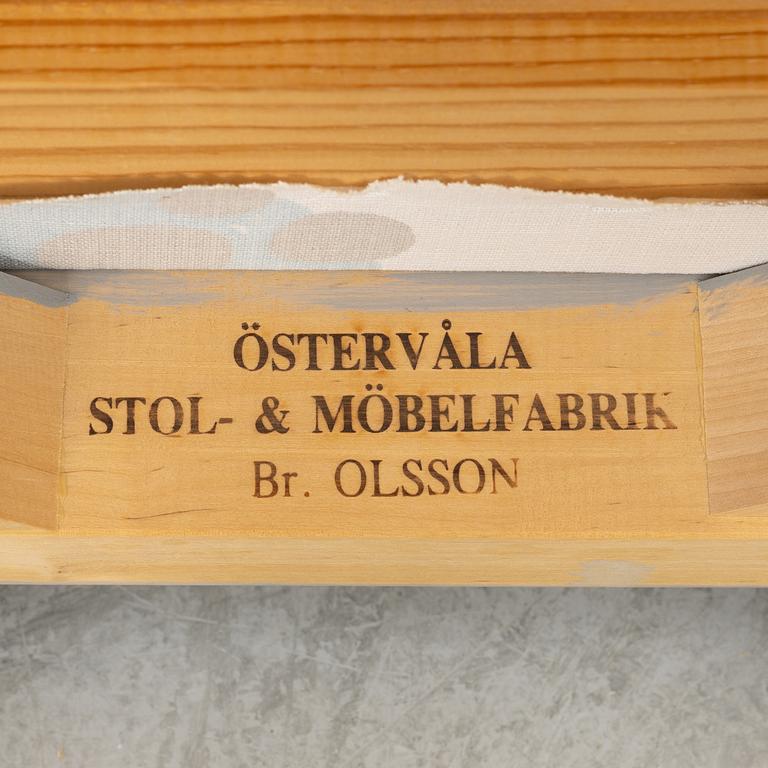 ÖSTERVÅLA
STOL- & MÖBELFABRIK
Br. OLSSON